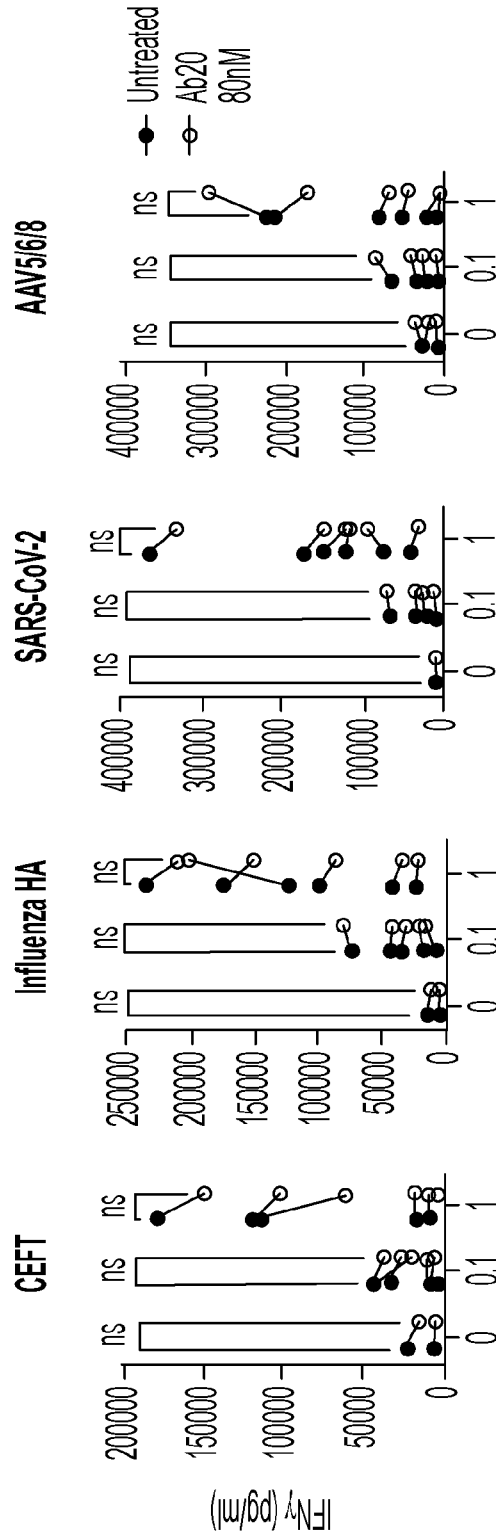 CEFT
IFNγ (pg/ml)
200000
150000
100000
50000
0
ns
ns
ns
0
0.1
1
Influenza HA
250000
200000
150000
100000
50000
0
ns
ns
ns
0
0.1
1
SARS-CoV-2
400000
300000
200000
100000
0
ns
ns
ns
0
0.1
1
AAV5/6/8
400000
300000
200000
100000
0
ns
ns
ns
0
0.1
1
Untreated
Ab20
80nM